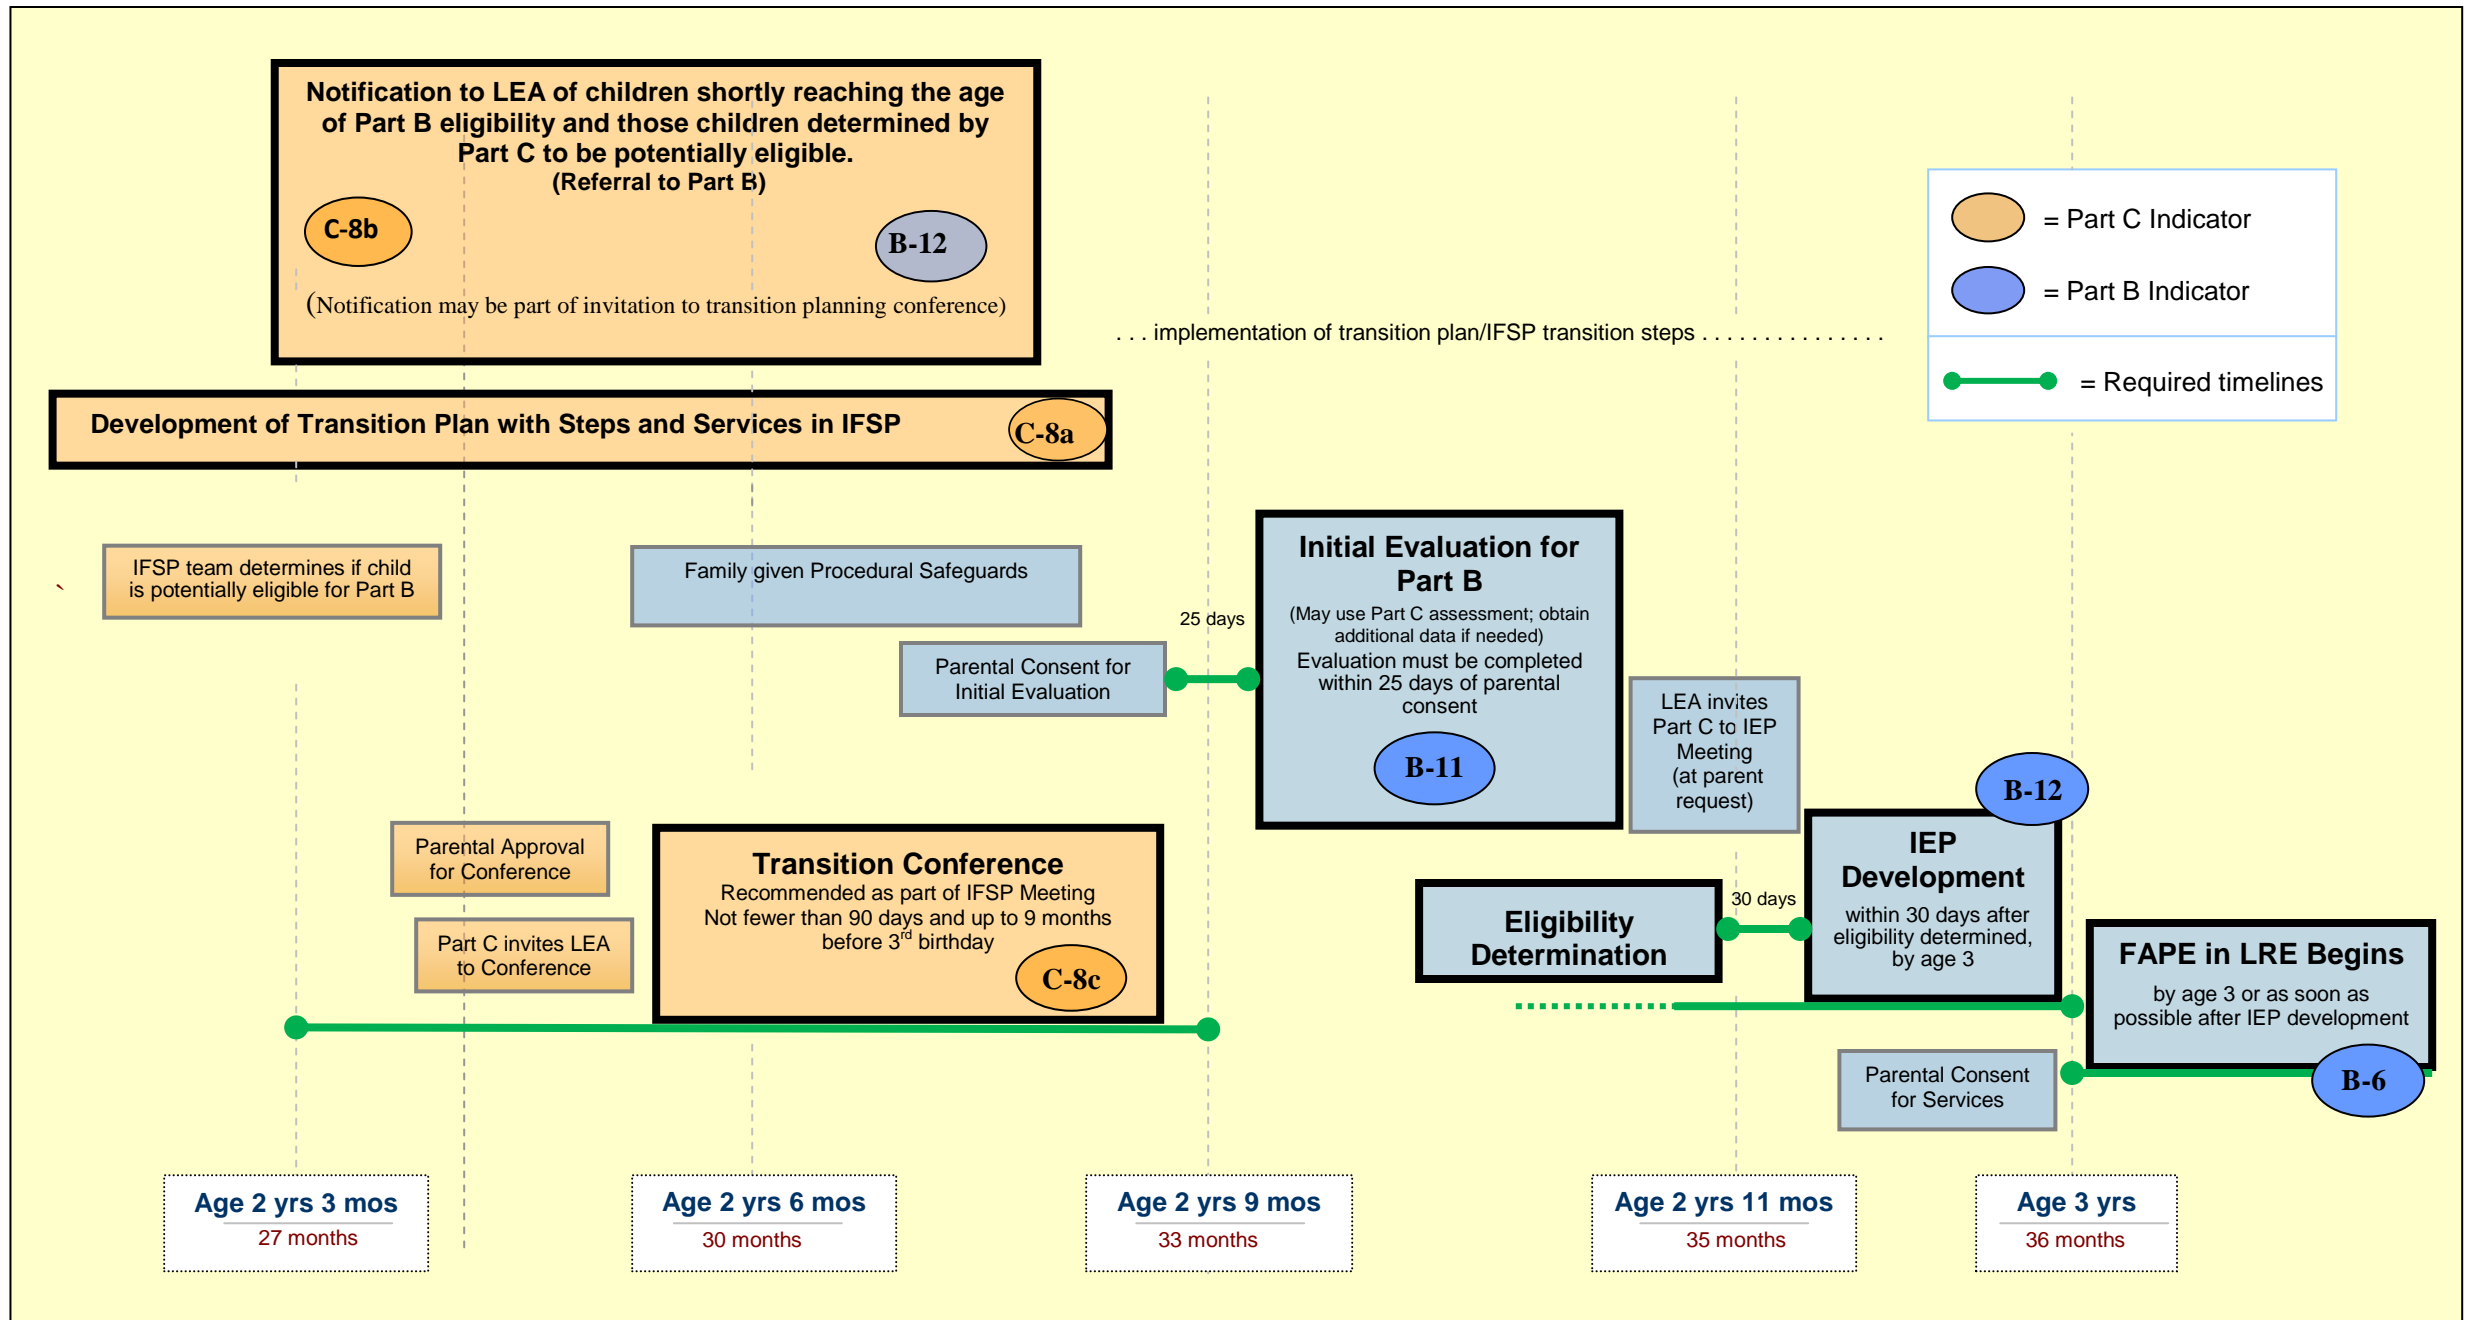 Notification to LEA of children shortly reaching the age
of Part B eligibility and those children determined by
Part C to be potentially eligible.
(Referral to Part B)
C-8b
B-12
(Notification may be part of invitation to transition planning conference)
= Part C Indicator
= Part B Indicator
= Required timelines
. . . implementation of transition plan/IFSP transition steps . . . . . . . . . . . . . . .
Development of Transition Plan with Steps and Services in IFSP
C-8a
IFSP team determines if child
is potentially eligible for Part B
`
Family given Procedural Safeguards
Parental Consent for
Initial Evaluation
25 days
Initial Evaluation for
Part B
(May use Part C assessment; obtain
additional data if needed)
Evaluation must be completed
within 25 days of parental
consent
B-11
LEA invites
Part C to IEP
Meeting
(at parent
request)
Parental Approval
for Conference
Part C invites LEA
to Conference
Transition Conference
Recommended as part of IFSP Meeting
Not fewer than 90 days and up to 9 months
before 3rd birthday
C-8c
Eligibility
Determination
30 days
B-12
IEP
Development
within 30 days after
eligibility determined,
by age 3
FAPE in LRE Begins
by age 3 or as soon as
possible after IEP development
B-6
Parental Consent
for Services
Age 2 yrs 3 mos
27 months
Age 2 yrs 6 mos
30 months
Age 2 yrs 9 mos
33 months
Age 2 yrs 11 mos
35 months
Age 3 yrs
36 months